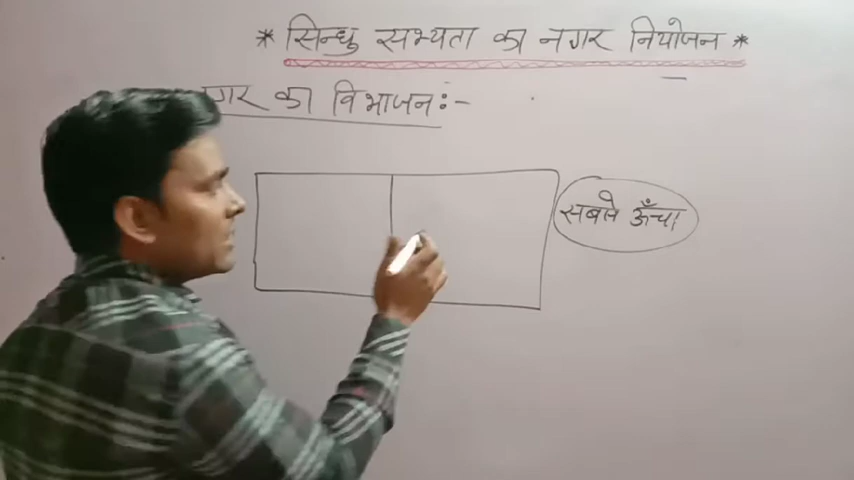 * सिन्धु सभ्यता का नगर नियोजन *
गर का विभाजन:-
सबसे ऊँचा